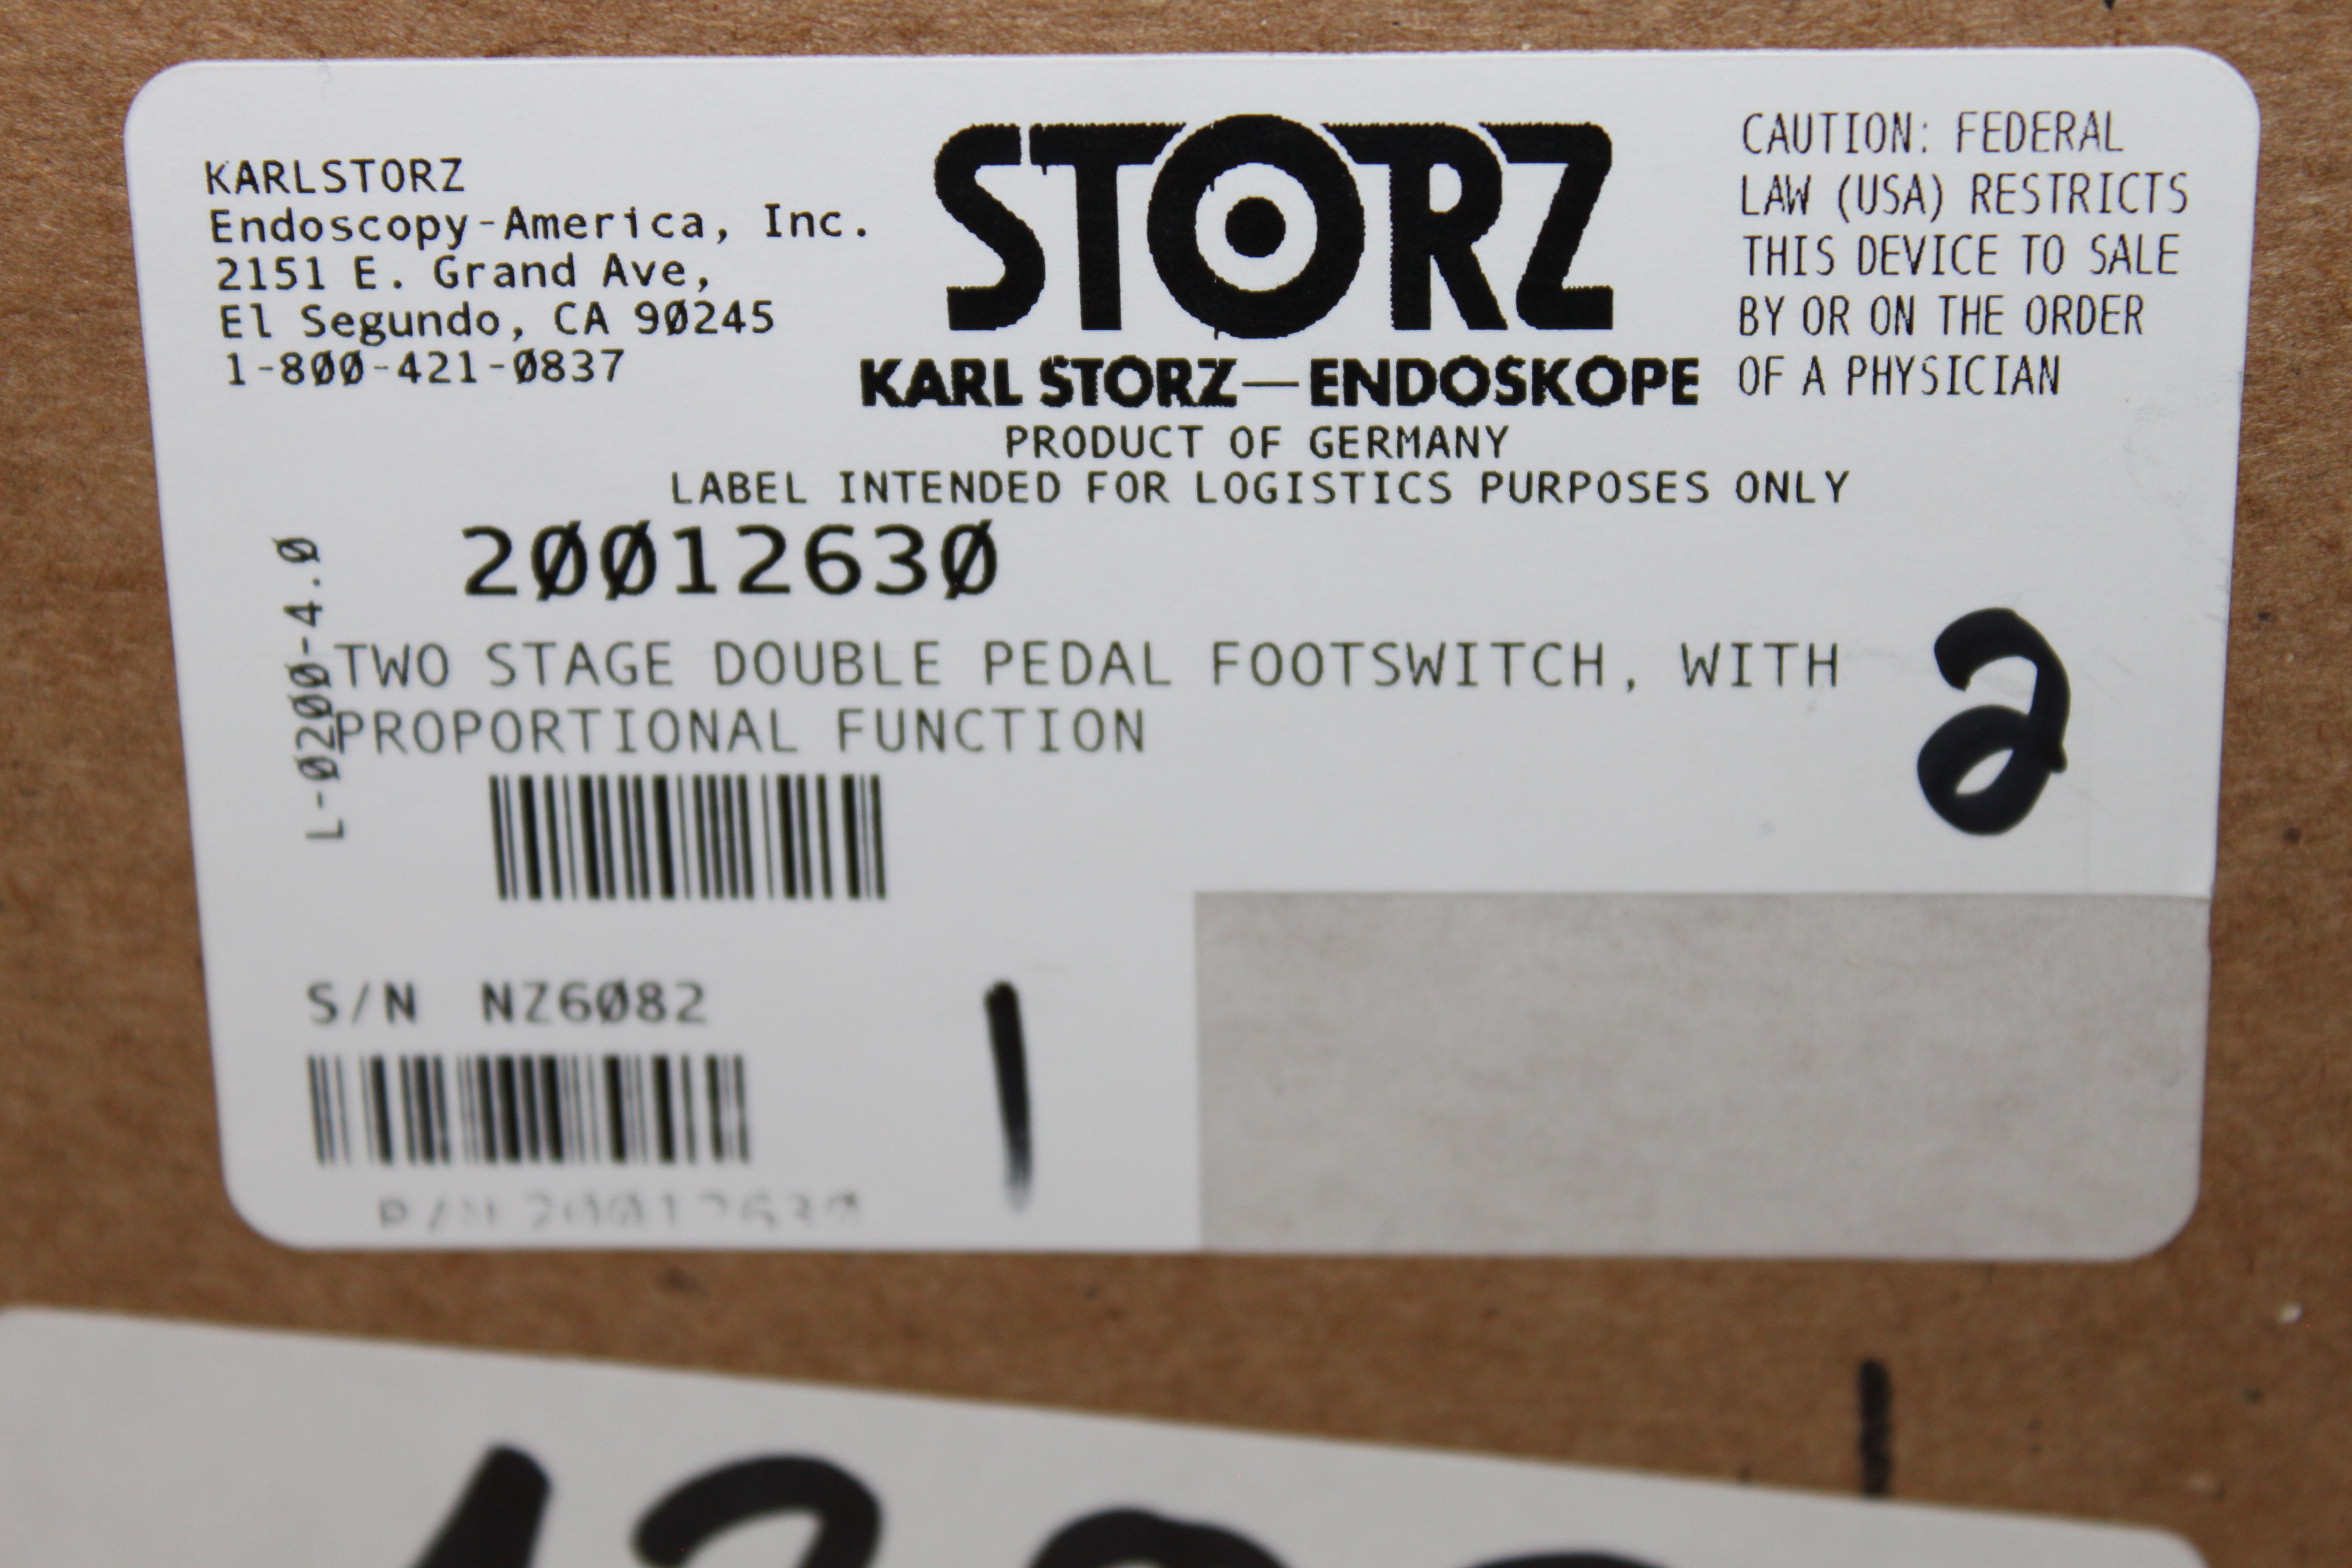 KARLSTORZ
Endoscopy-America, Inc.
2151 E. Grand Ave,
El Segundo, CA 90245
1-800-421-0837
STORZ
KARL STORZ—ENDOSKOPE
CAUTION: FEDERAL
LAW (USA) RESTRICTS
THIS DEVICE TO SALE
BY OR ON THE ORDER
OF A PHYSICIAN
PRODUCT OF GERMANY
LABEL INTENDED FOR LOGISTICS PURPOSES ONLY
20012630
L-0200-4.0
TWO STAGE DOUBLE PEDAL FOOTSWITCH, WITH
PROPORTIONAL FUNCTION
2
S/N NZ6082
1
P/N 20012630